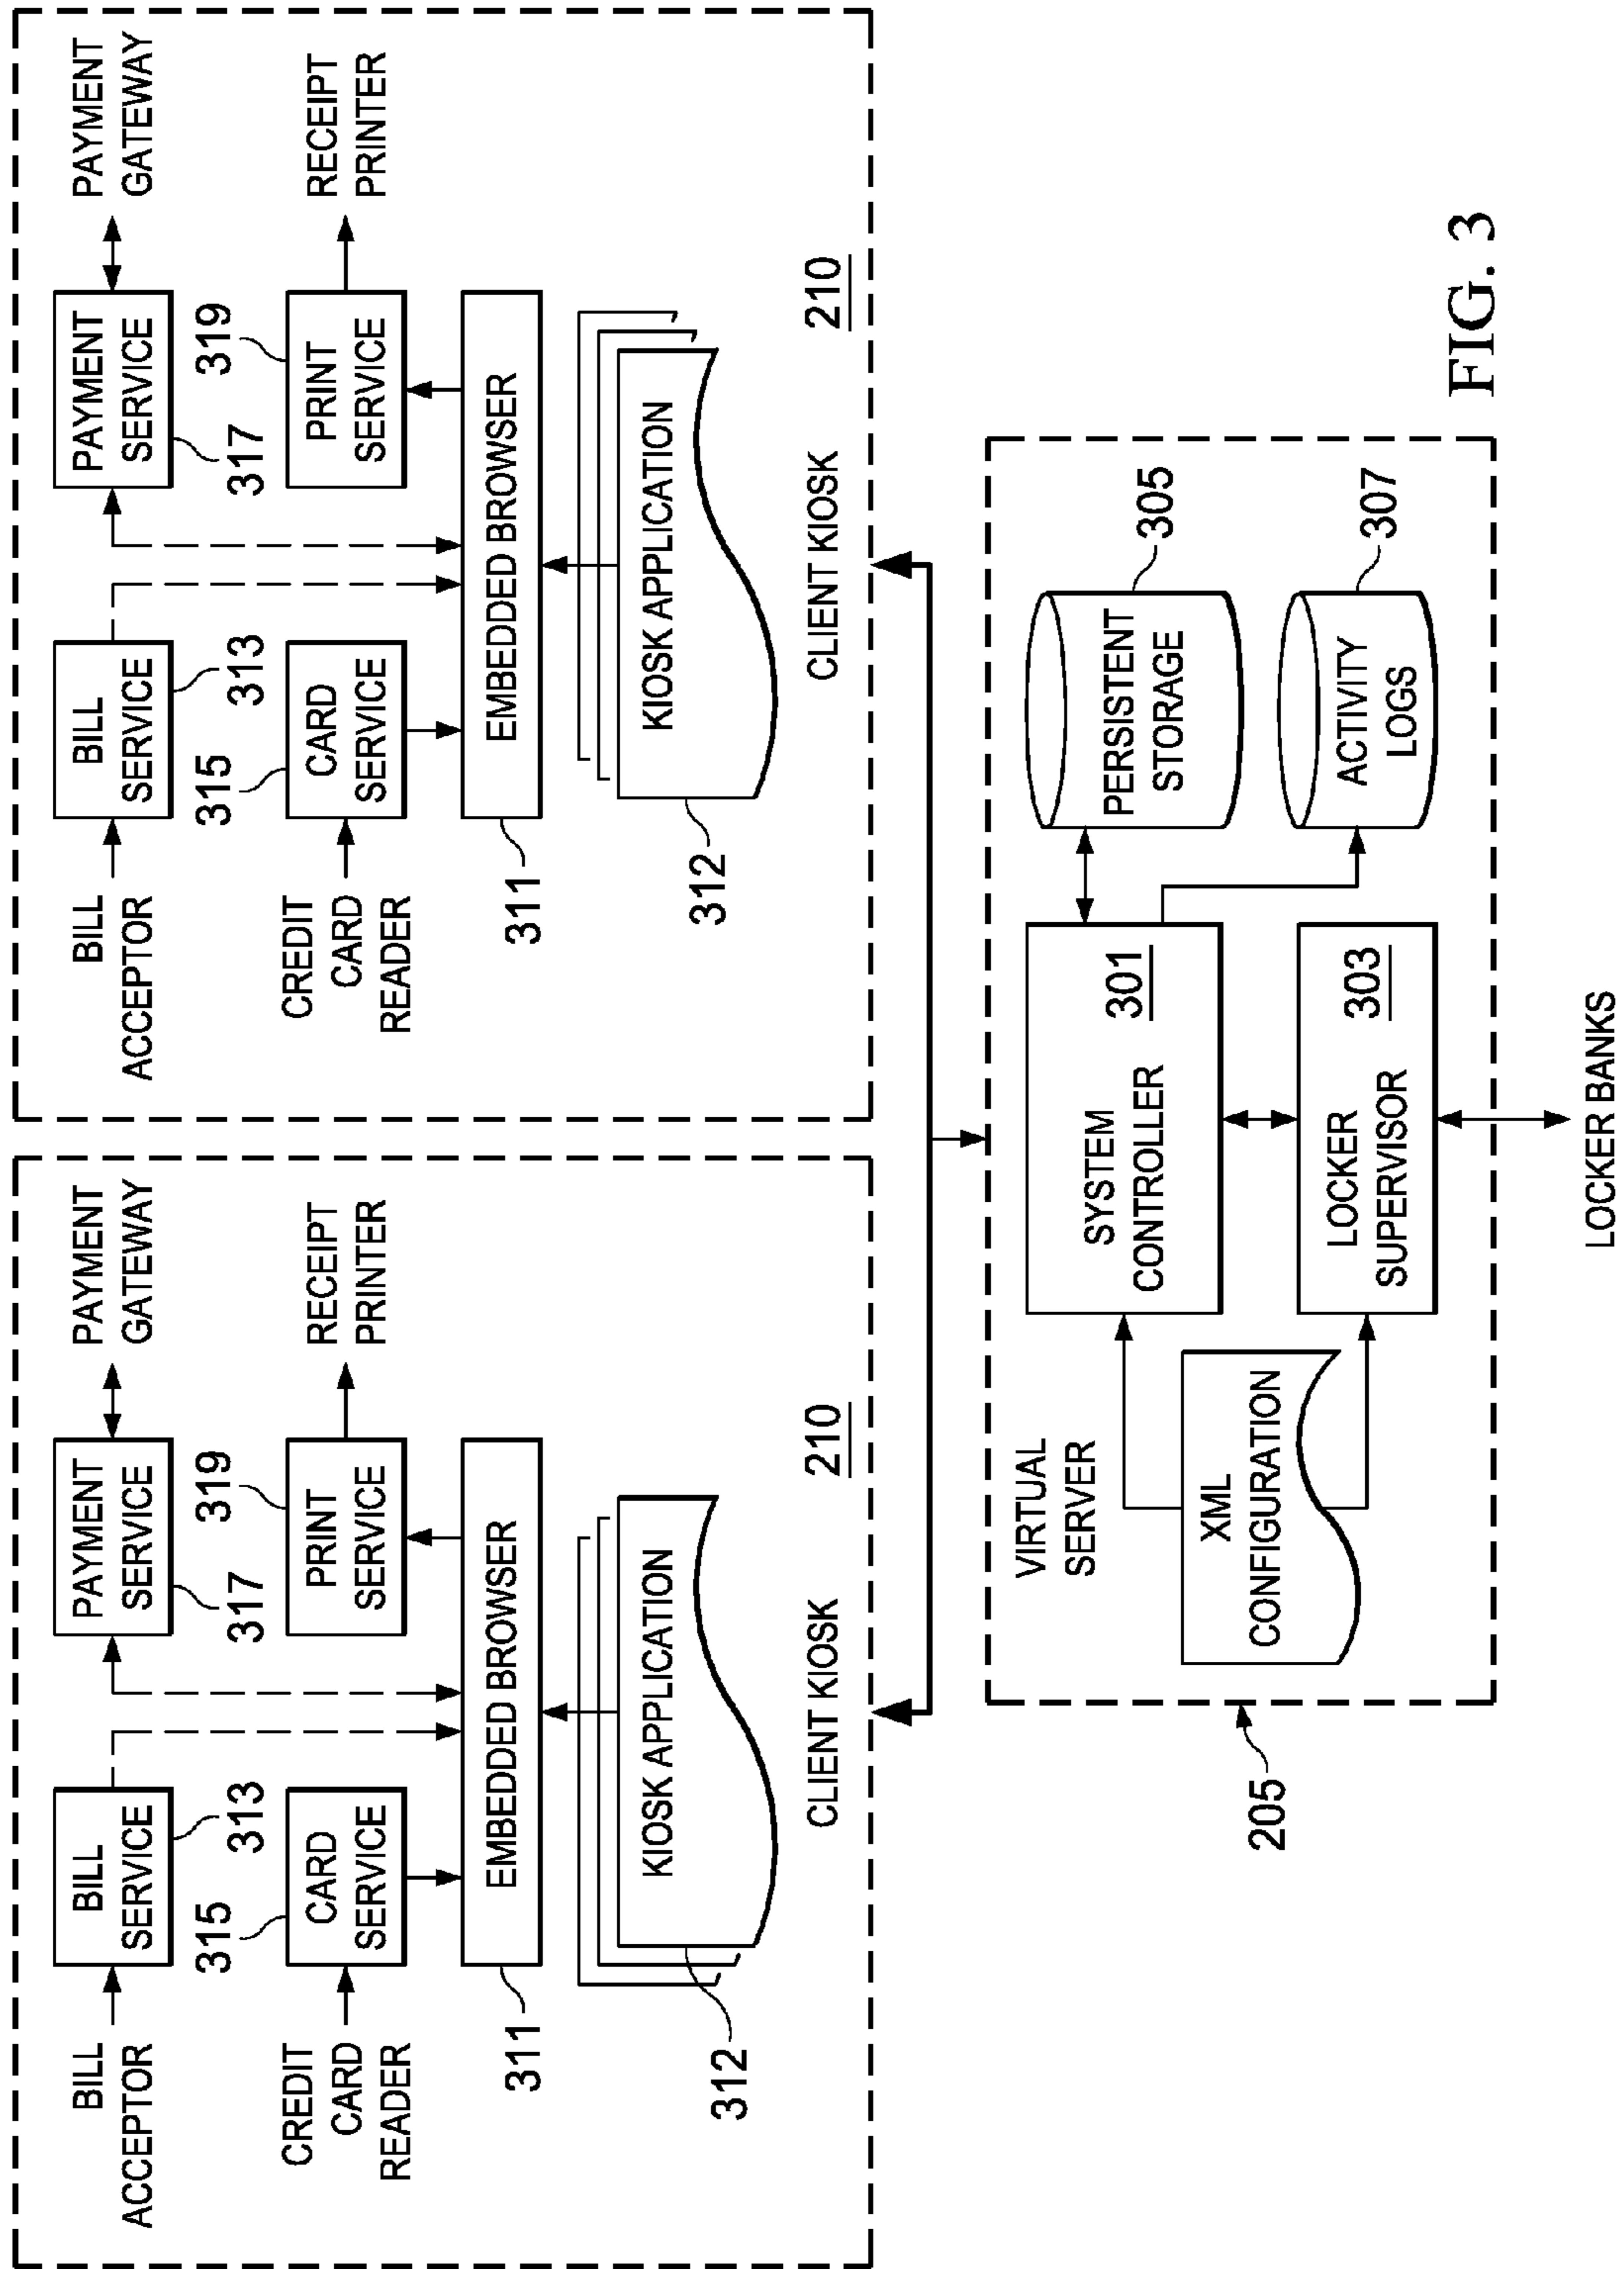 BILL
ACCEPTOR
BILL
SERVICE
313
PAYMENT
SERVICE
317
PAYMENT
GATEWAY
CREDIT
CARD
READER
315
CARD
SERVICE
319
PRINT
SERVICE
RECEIPT
PRINTER
311
EMBEDDED BROWSER
312
KIOSK APPLICATION
CLIENT KIOSK
210
BILL
ACCEPTOR
BILL
SERVICE
313
PAYMENT
SERVICE
317
PAYMENT
GATEWAY
CREDIT
CARD
READER
315
CARD
SERVICE
319
PRINT
SERVICE
RECEIPT
PRINTER
311
EMBEDDED BROWSER
312
KIOSK APPLICATION
CLIENT KIOSK
210
205
VIRTUAL
SERVER
XML
CONFIGURATION
SYSTEM
CONTROLLER
301
LOCKER
SUPERVISOR
303
PERSISTENT
STORAGE
305
ACTIVITY
LOGS
307
LOCKER BANKS
FIG. 3